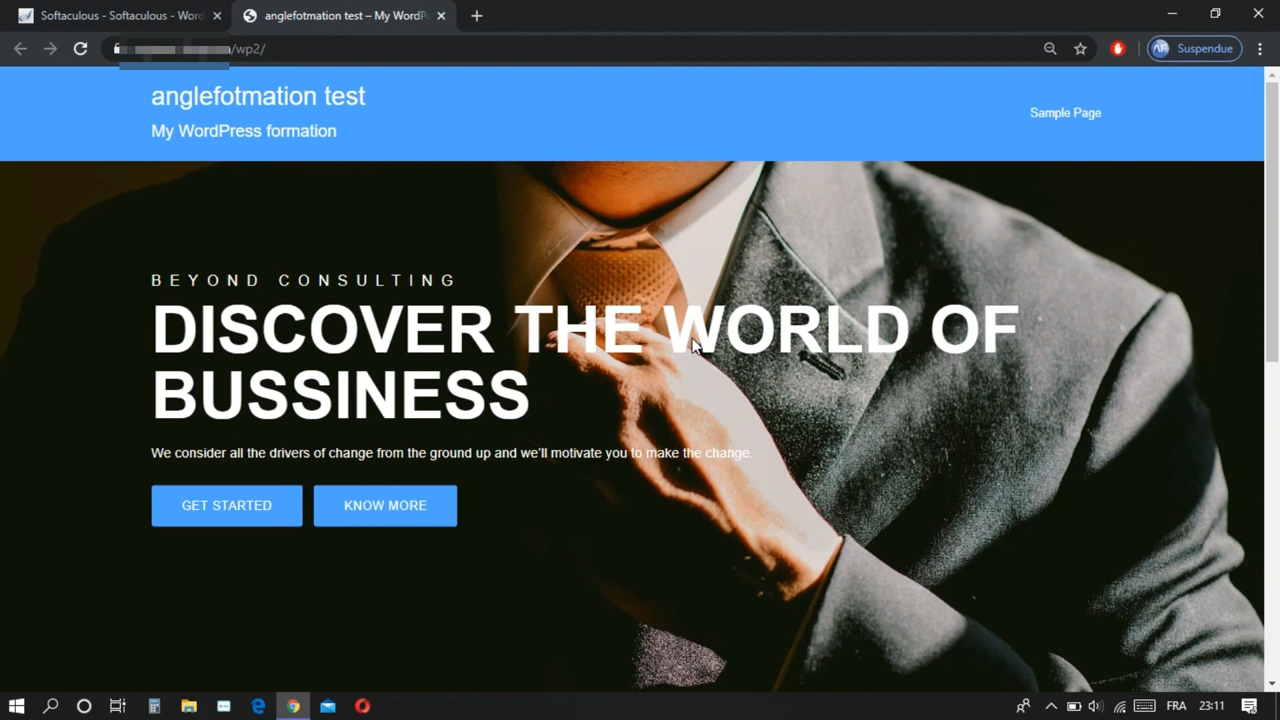 Softaculous - Softaculous - Word
anglefotmation test – My WordP
/wp2/
Suspendue
anglefotmation test
My WordPress formation
Sample Page
BEYOND CONSULTING
DISCOVER THE WORLD OF
BUSSINESS
We consider all the drivers of change from the ground up and we'll motivate you to make the change.
GET STARTED
KNOW MORE
FRA
23:11